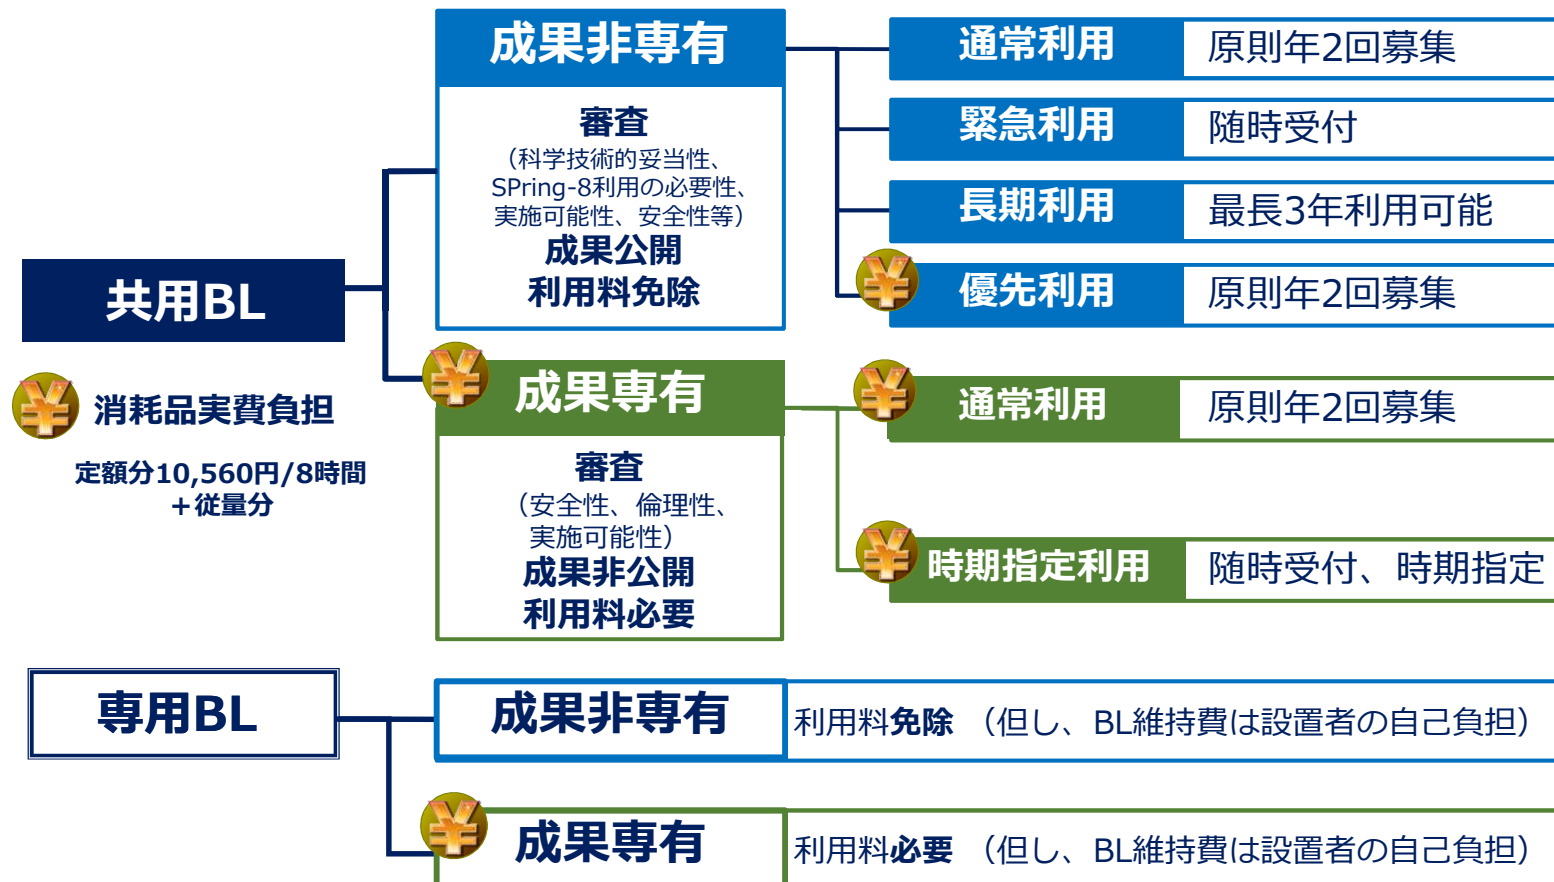 成果非専有
審査
（科学技術的妥当性、
SPring-8利用の必要性、
実施可能性、安全性等）
成果公開
利用料免除
通常利用 原則年2回募集
緊急利用 随時受付
長期利用 最長3年利用可能
¥ 優先利用 原則年2回募集
共用BL
¥ 消耗品実費負担
定額分10,560円/8時間
＋従量分
¥ 成果専有
審査
（安全性、倫理性、
実施可能性）
成果非公開
利用料必要
¥ 通常利用 原則年2回募集
¥ 時期指定利用 随時受付、時期指定
専用BL
成果非専有 利用料免除 （但し、BL維持費は設置者の自己負担）
¥ 成果専有 利用料必要 （但し、BL維持費は設置者の自己負担）